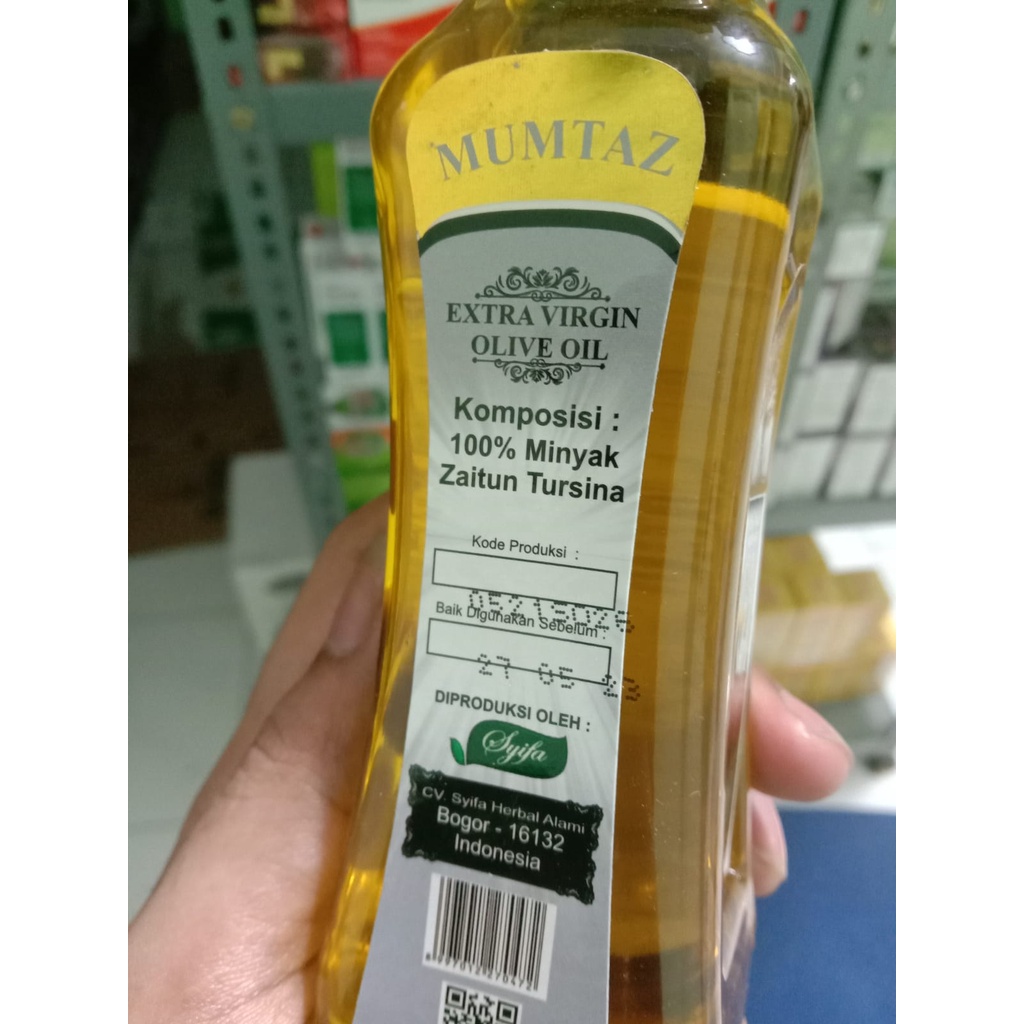 MUMTAZ
EXTRA VIRGIN
OLIVE OIL
Komposisi :
100% Minyak
Zaitun Tursina
Kode Produksi :
Baik Digunakan Sebelum :
27 05 23
DIPRODUKSI OLEH :
Syifa
CV. Syifa Herbal Alami
Bogor - 16132
Indonesia